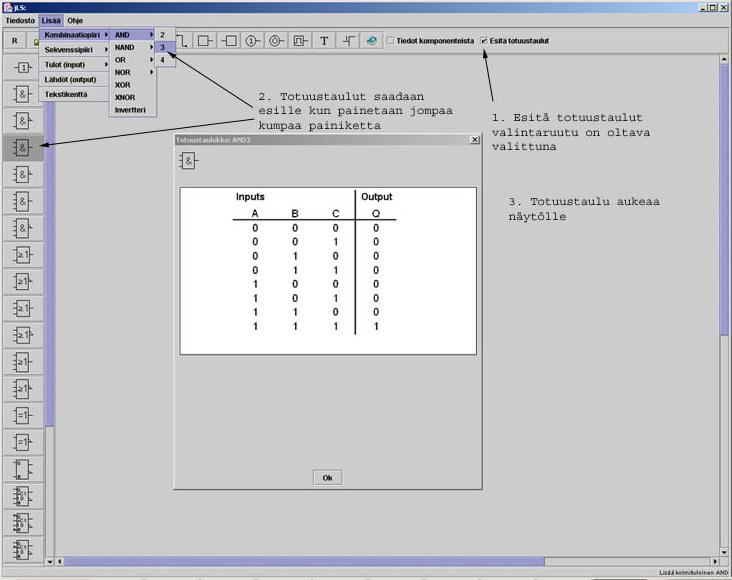 jLS:
Tiedosto Lisää Ohje
R
Kombinaatiopiiri
Sekvenssipiiri
Tulot (input)
Lähdöt (output)
Tekstikenttä
AND
NAND
OR
NOR
XOR
XNOR
Invertteri
2
3
4
1
T
Tiedot komponenteista
Esitä totuustaulut
1
&
&
&
&
&
&
≥1
≥1
≥1
≥1
≥1
≥1
=1
=1
2. Totuustaulut saadaan
esille kun painetaan jompaa
kumpaa painiketta
1. Esitä totuustaulut
valintaruutu on oltava
valittuna
3. Totuustaulu aukeaa
näytölle
Totuustaulukko: AND3
&
Inputs Output
A B C Q
0 0 0 0
0 0 1 0
0 1 0 0
0 1 1 0
1 0 0 0
1 0 1 0
1 1 0 0
1 1 1 1
Ok
Lisää kolmituloinen AND